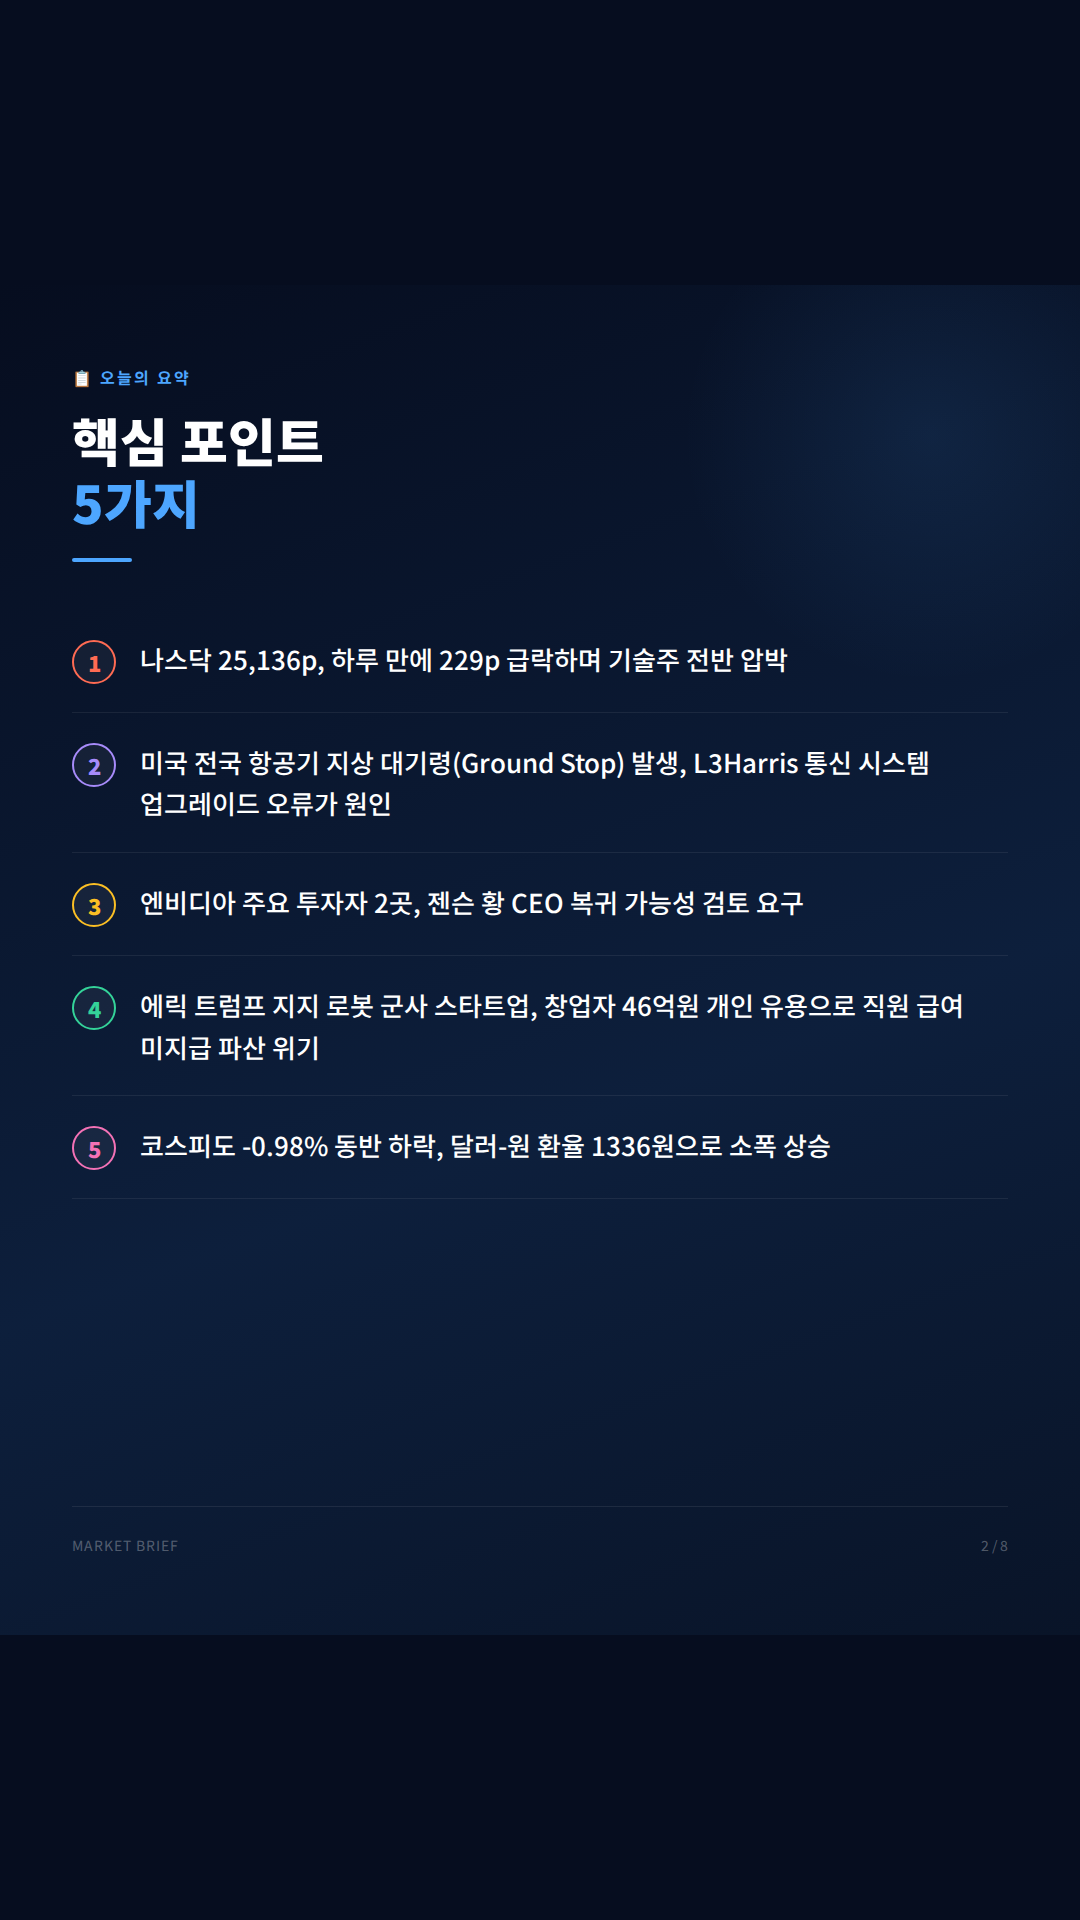 📋 오늘의 요약
핵심 포인트
5가지
1 나스닥 25,136p, 하루 만에 229p 급락하며 기술주 전반 압박
2 미국 전국 항공기 지상 대기령(Ground Stop) 발생, L3Harris 통신 시스템
업그레이드 오류가 원인
3 엔비디아 주요 투자자 2곳, 젠슨 황 CEO 복귀 가능성 검토 요구
4 에릭 트럼프 지지 로봇 군사 스타트업, 창업자 46억원 개인 유용으로 직원 급여
미지급 파산 위기
5 코스피도 -0.98% 동반 하락, 달러-원 환율 1336원으로 소폭 상승
MARKET BRIEF
2 / 8